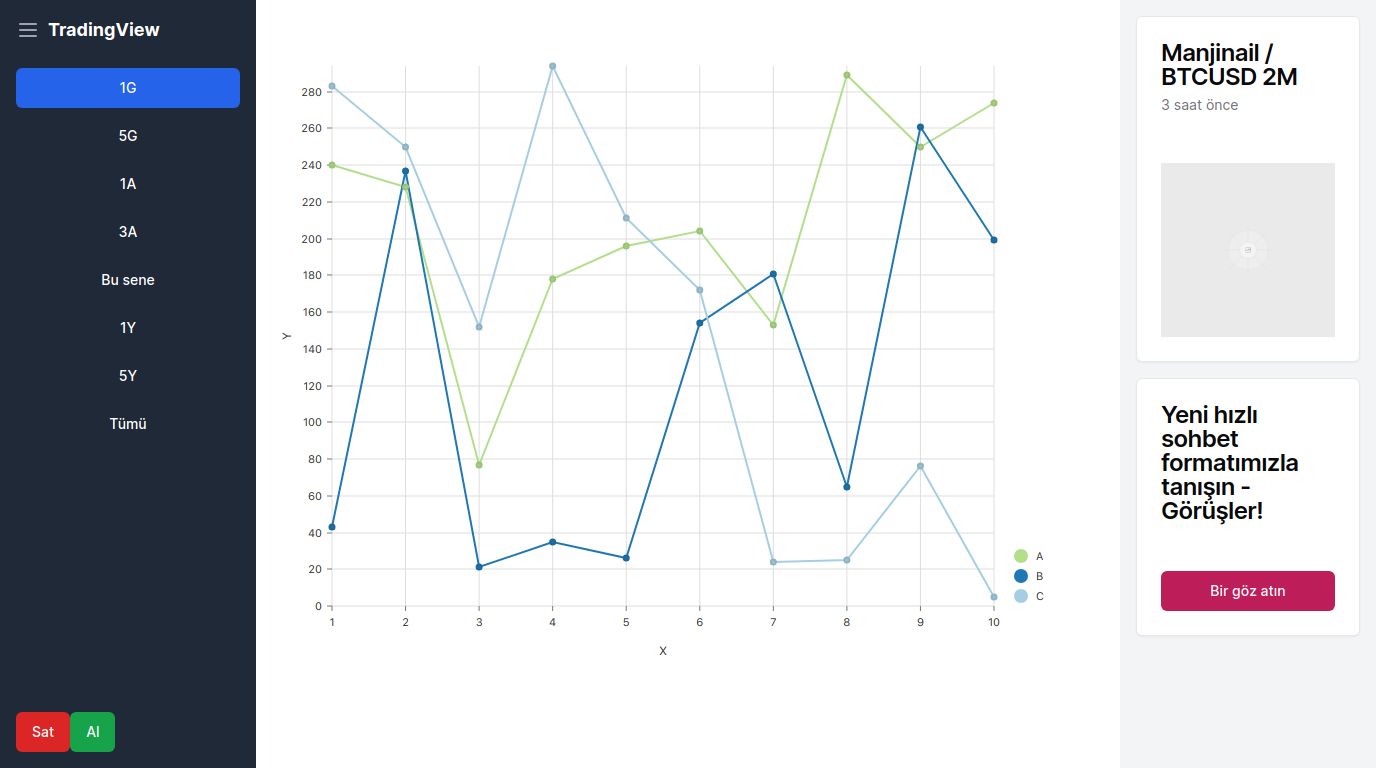 TradingView
1G
5G
1A
3A
Bu sene
1Y
5Y
Tümü
Sat
Al
280
260
240
220
200
180
160
140
120
100
80
60
40
20
0
Y
1
2
3
4
5
6
7
8
9
10
X
A
B
C
Manjinail /
BTCUSD 2M
3 saat önce
Yeni hızlı
sohbet
formatımızla
tanışın -
Görüşler!
Bir göz atın